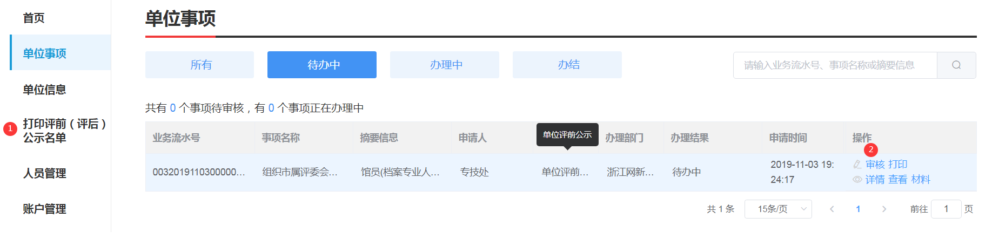 首页
单位事项
单位信息
1
打印评前（评后）
公示名单
人员管理
账户管理
单位事项
所有
待办中
办理中
办结
请输入业务流水号、事项名称或摘要信息
共有 0 个事项待审核，有 0 个事项正在办理中
业务流水号
事项名称
摘要信息
申请人
单位评前公示
办理部门
办理结果
申请时间
操作
2
0032019110300000...
组织市属评委会...
馆员(档案专业人...
专技处
单位评前...
浙江网新...
待办中
2019-11-03 19:
24:17
审核 打印
详情 查看 材料
共 1 条
15条/页
1
前往 1 页